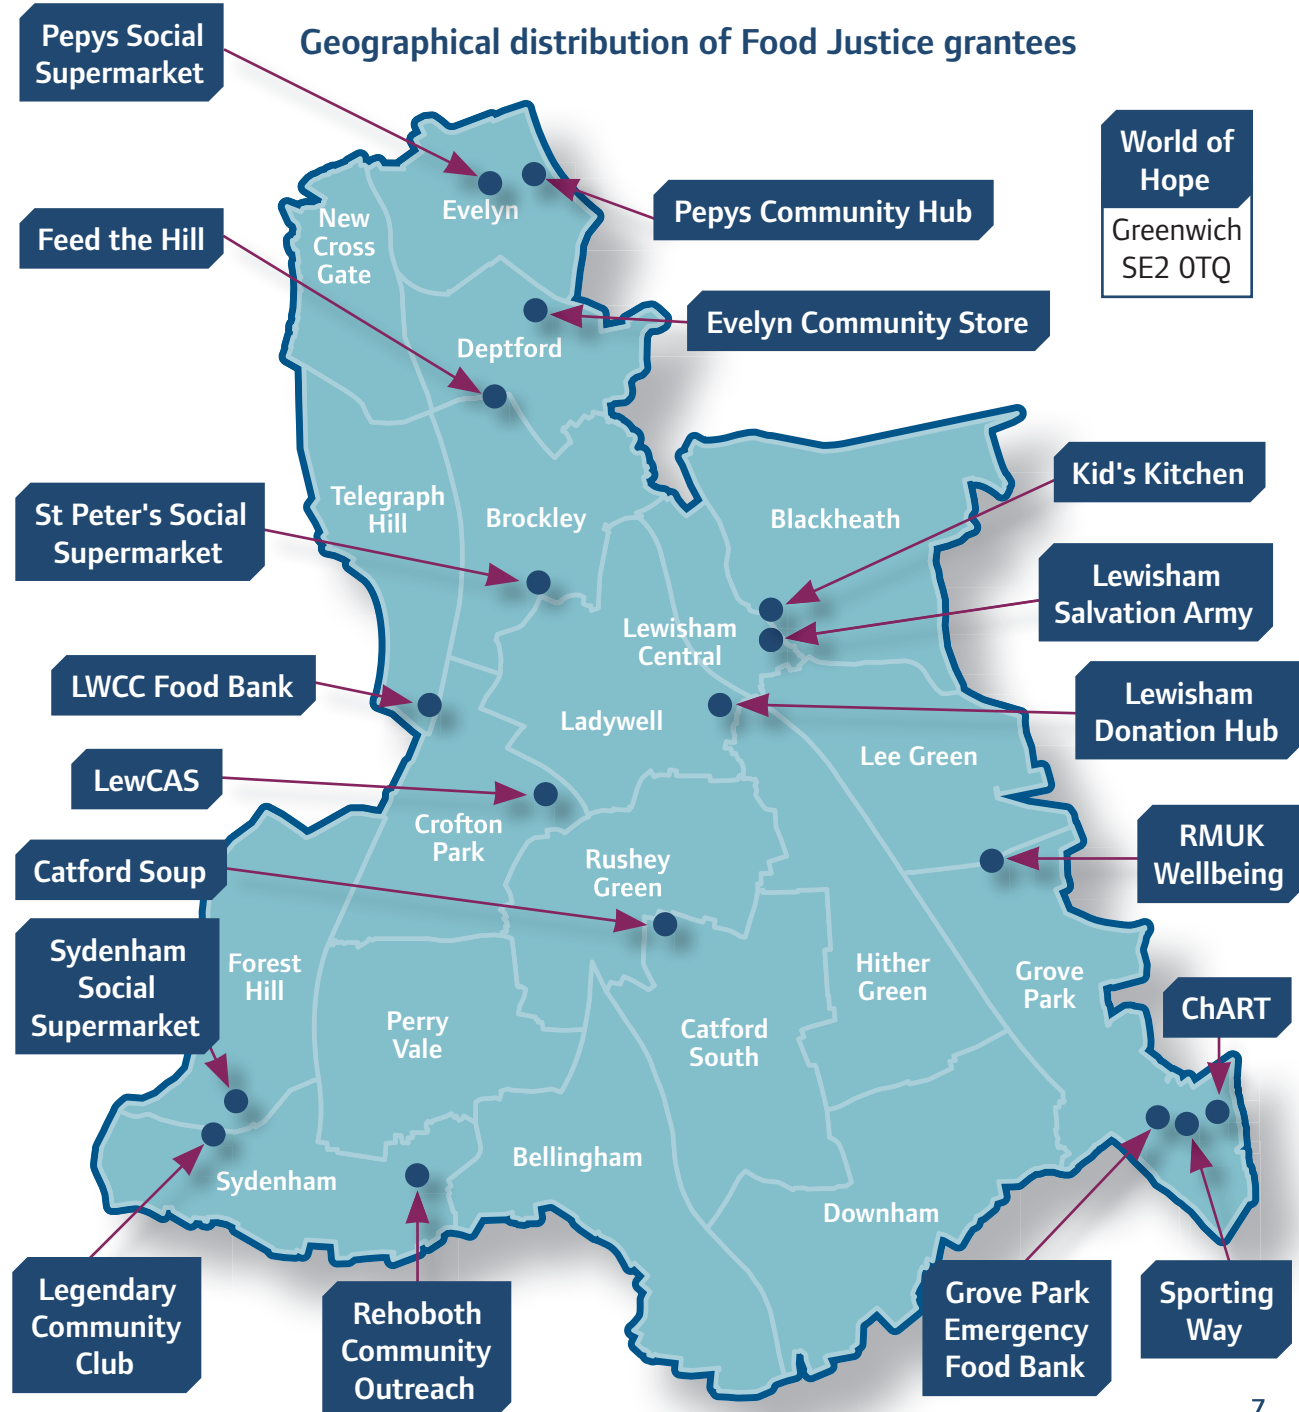 Geographical distribution of Food Justice grantees
Pepys Social
Supermarket
World of
Hope
Greenwich
SE2 0TQ
Evelyn
Pepys Community Hub
New
Cross
Gate
Feed the Hill
Evelyn Community Store
Deptford
Kid's Kitchen
Telegraph
Hill
Brockley
Blackheath
St Peter's Social
Supermarket
Lewisham
Salvation Army
Lewisham
Central
LWCC Food Bank
Ladywell
Lewisham
Donation Hub
Lee Green
LewCAS
Crofton
Park
RMUK
Wellbeing
Rushey
Green
Catford Soup
Sydenham
Social
Supermarket
Forest
Hill
Hither
Green
Grove
Park
ChART
Perry
Vale
Catford
South
Bellingham
Sydenham
Downham
Legendary
Community
Club
Rehoboth
Community
Outreach
Grove Park
Emergency
Food Bank
Sporting
Way
7